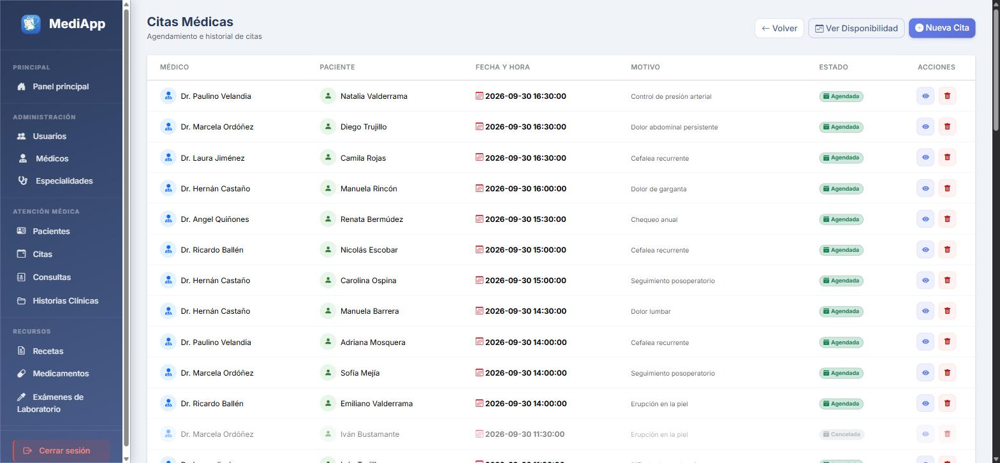 MediApp
PRINCIPAL
Panel principal
ADMINISTRACIÓN
Usuarios
Médicos
Especialidades
ATENCIÓN MÉDICA
Pacientes
Citas
Consultas
Historias Clínicas
RECURSOS
Recetas
Medicamentos
Exámenes de
Laboratorio
Cerrar sesión
Citas Médicas
Agendamiento e historial de citas
← Volver Ver Disponibilidad Nueva Cita
MÉDICO PACIENTE FECHA Y HORA MOTIVO ESTADO ACCIONES
Dr. Paulino Velandia Natalia Valderrama 2026-09-30 16:30:00 Control de presión arterial Agendada
Dr. Marcela Ordóñez Diego Trujillo 2026-09-30 16:30:00 Dolor abdominal persistente Agendada
Dr. Laura Jiménez Camila Rojas 2026-09-30 16:30:00 Cefalea recurrente Agendada
Dr. Hernán Castaño Manuela Rincón 2026-09-30 16:00:00 Dolor de garganta Agendada
Dr. Angel Quiñones Renata Bermúdez 2026-09-30 15:30:00 Chequeo anual Agendada
Dr. Ricardo Ballén Nicolás Escobar 2026-09-30 15:00:00 Cefalea recurrente Agendada
Dr. Hernán Castaño Carolina Ospina 2026-09-30 15:00:00 Seguimiento posoperatorio Agendada
Dr. Hernán Castaño Manuela Barrera 2026-09-30 14:30:00 Dolor lumbar Agendada
Dr. Paulino Velandia Adriana Mosquera 2026-09-30 14:00:00 Cefalea recurrente Agendada
Dr. Marcela Ordóñez Sofía Mejía 2026-09-30 14:00:00 Seguimiento posoperatorio Agendada
Dr. Ricardo Ballén Emiliano Valderrama 2026-09-30 14:00:00 Erupción en la piel Agendada
Dr. Marcela Ordóñez Iván Bustamante 2026-09-30 11:30:00 Erupción en la piel Cancelada